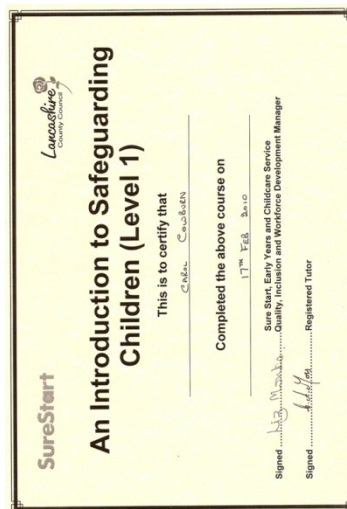 SureStart
Lancashire
County Council
An Introduction to Safeguarding
Children (Level 1)
This is to certify that
CAROL COWBURN
Completed the above course on
17TH FEB 2010
Sure Start, Early Years and Childcare Service
Signed ............ Quality, Inclusion and Workforce Development Manager
Signed ............ Registered Tutor